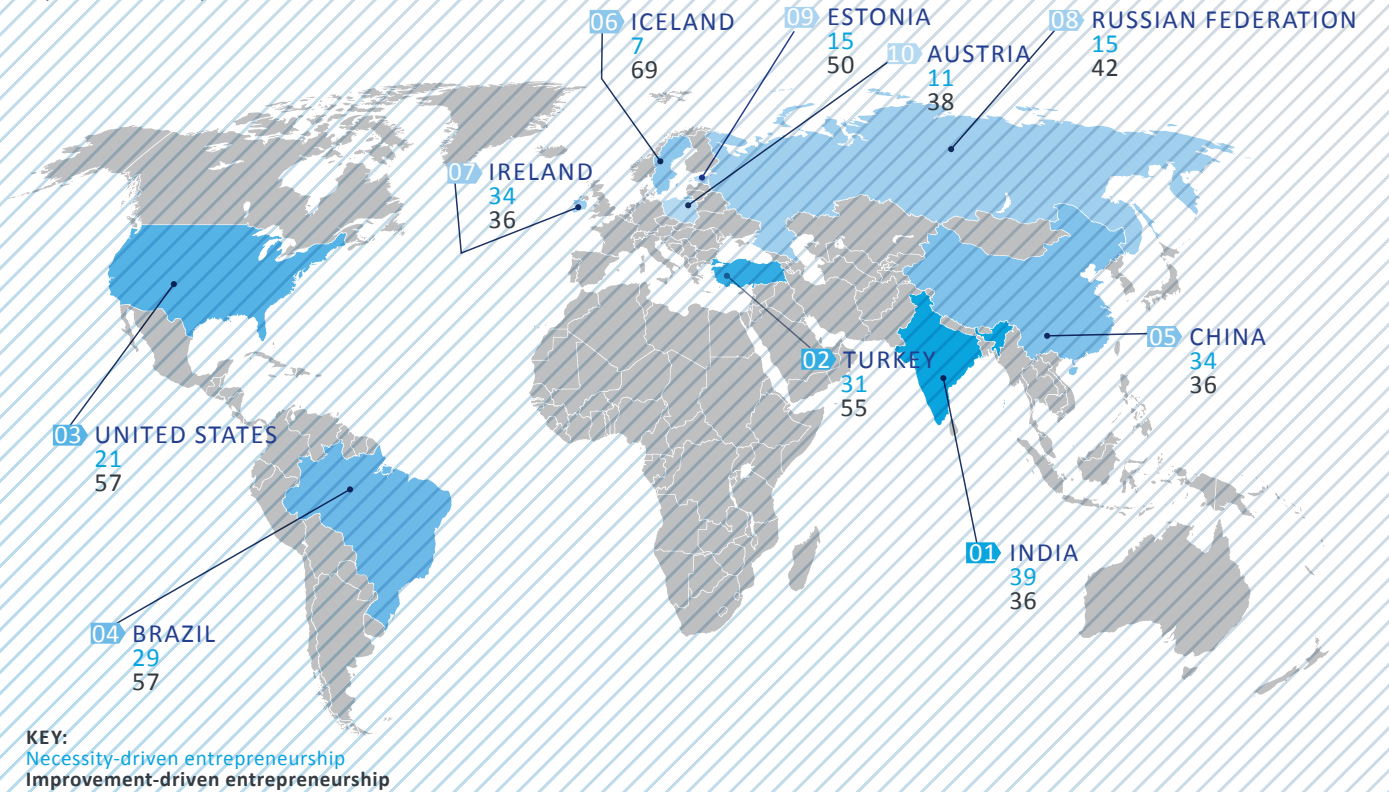 06 ICELAND
7
69
09 ESTONIA
15
50
10 AUSTRIA
11
38
08 RUSSIAN FEDERATION
15
42
07 IRELAND
34
36
02 TURKEY
31
55
05 CHINA
34
36
03 UNITED STATES
21
57
01 INDIA
39
36
04 BRAZIL
29
57
KEY:
Necessity-driven entrepreneurship
Improvement-driven entrepreneurship